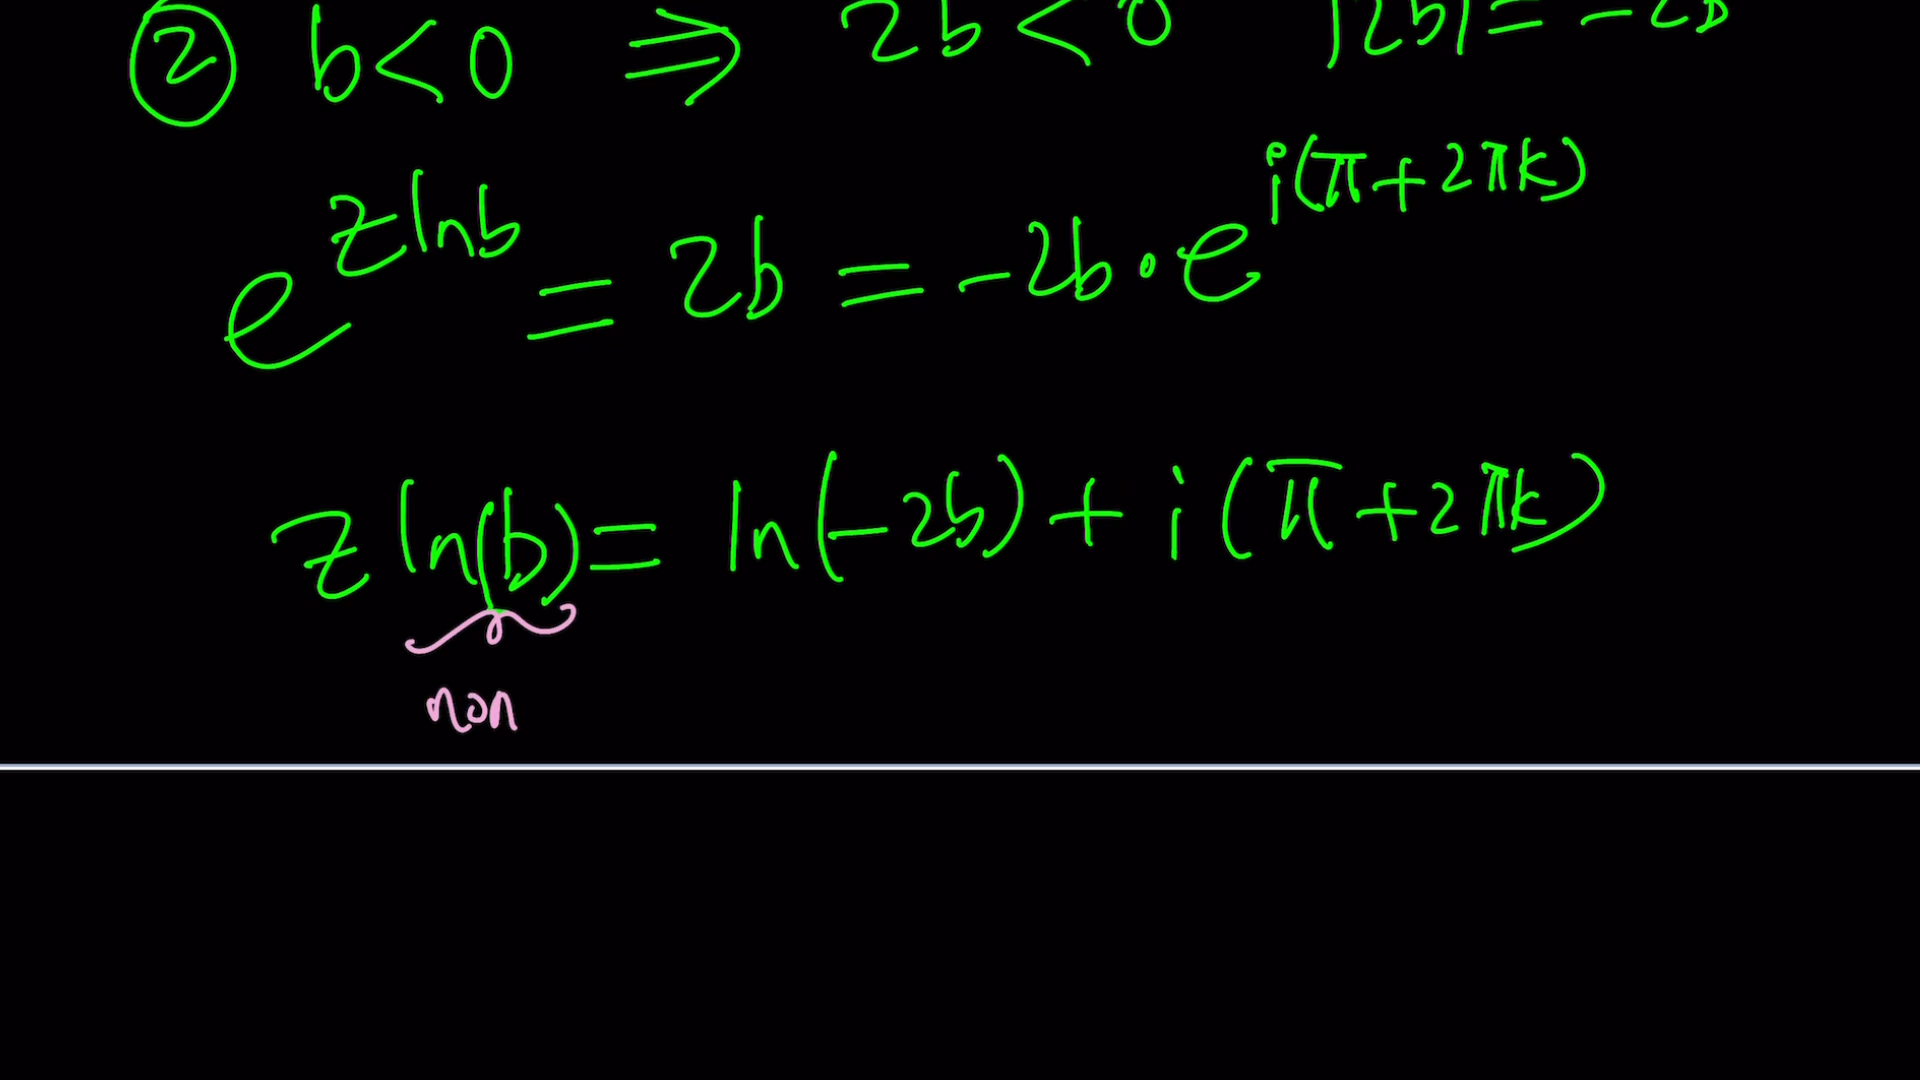 ② b<0 ⇒ 2b<0 |2b|=-2b
e^{z ln b} = 2b = -2b · e^{i(π+2πk)}
z ln(b) = ln(-2b) + i(π+2πk)
non